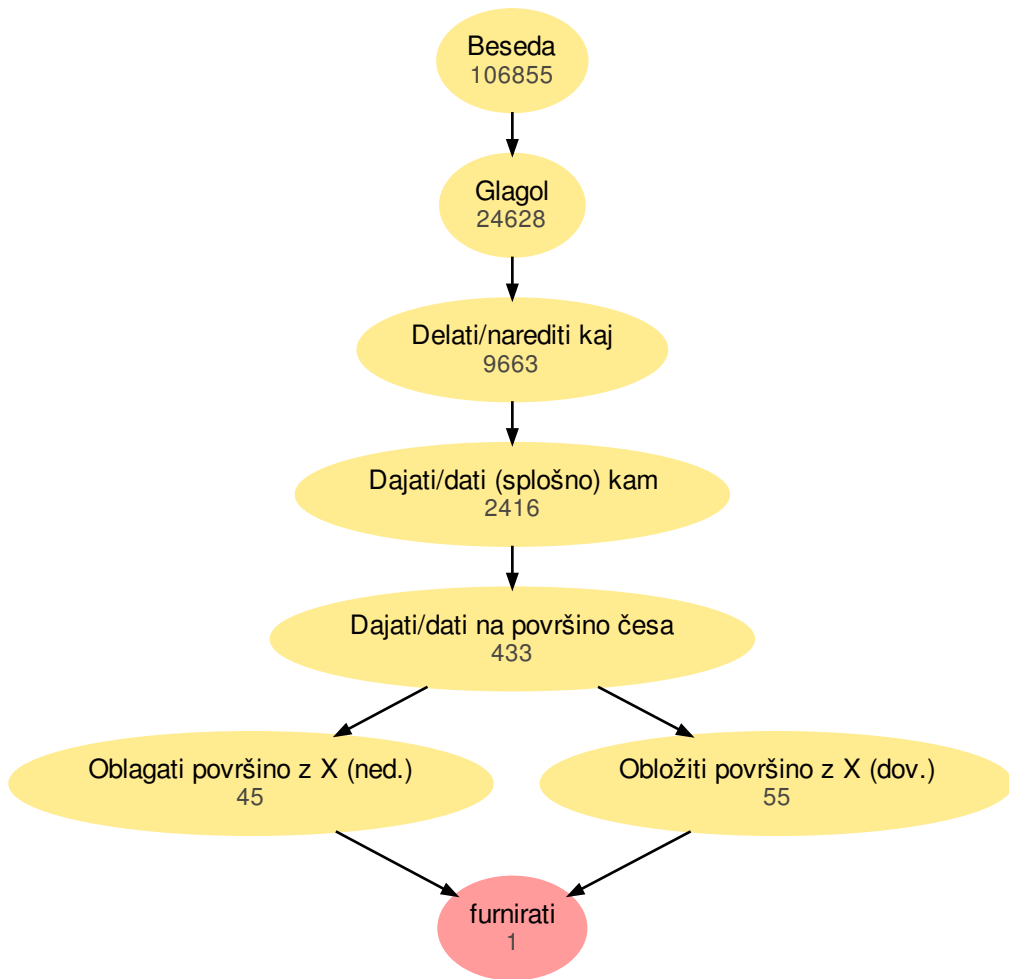 Beseda
106855
Glagol
24628
Delati/narediti kaj
9663
Dajati/dati (splošno) kam
2416
Dajati/dati na površino česa
433
Oblagati površino z X (ned.)
45
Obložiti površino z X (dov.)
55
furnirati
1